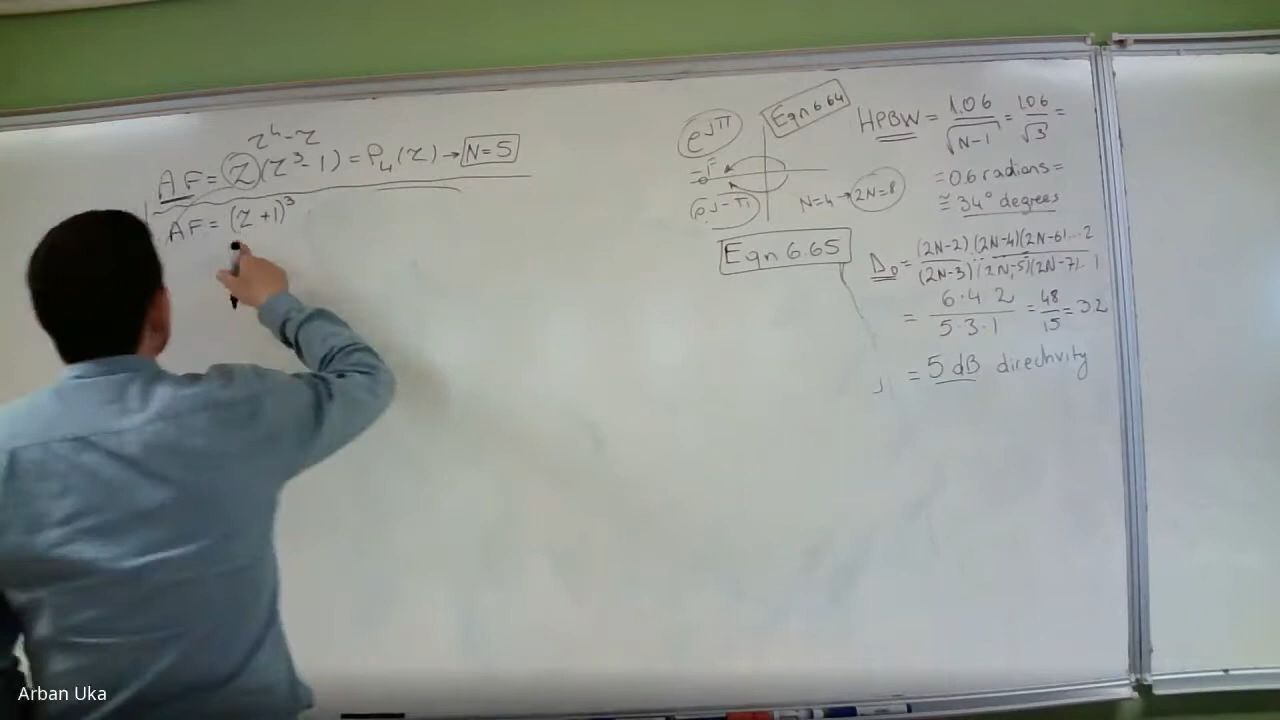 z⁴-z
AF = z(z³-1) = P₄(z) → N=5
AF = (z+1)³
e^jπ
Eqn 6.64
-1
e^j-π
N=4 → 2N=8
Eqn 6.65
HPBW = 1.06/√(N-1) = 1.06/√3 =
= 0.6 radians =
≅ 34° degrees
D₀ = (2N-2)(2N-4)(2N-6)...2/(2N-3)(2N-5)(2N-7)..1
= 6·4·2/5·3·1 = 48/15 = 3.2
= 5 dB directivity
Arban Uka